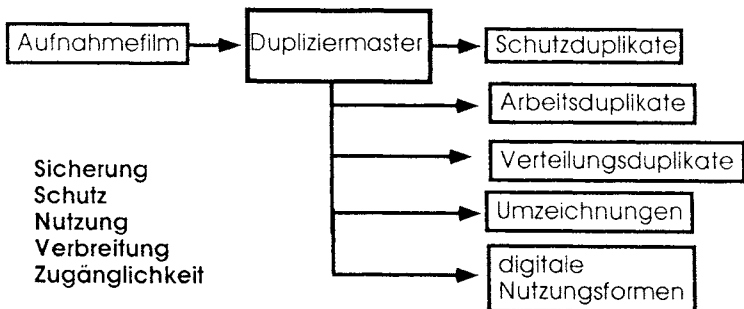 Aufnahmefilm
Dupliziermaster
Schutzduplikate
Arbeitsduplikate
Verteilungsduplikate
Umzeichnungen
digitale
Nutzungsformen
Sicherung
Schutz
Nutzung
Verbreitung
Zugänglichkeit